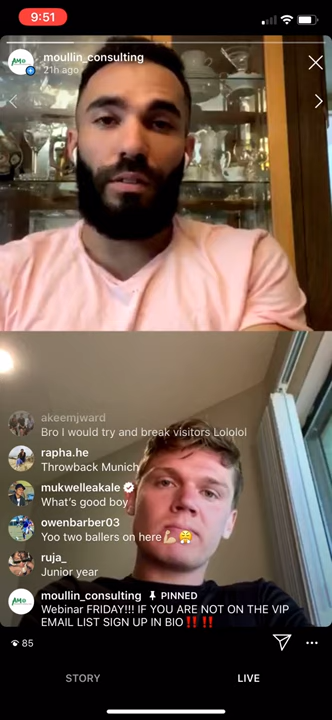 9:51
AMO
moullin_consulting
21h ago
akeemjward
Bro I would try and break visitors Lololol
rapha.he
Throwback Munich
mukwelleakale
What's good boy
owenbarber03
Yoo two ballers on here💪🏼😤
ruja_
Junior year
AMO
moullin_consulting PINNED
Webinar FRIDAY!!! IF YOU ARE NOT ON THE VIP
EMAIL LIST SIGN UP IN BIO‼️‼️
85
STORY LIVE